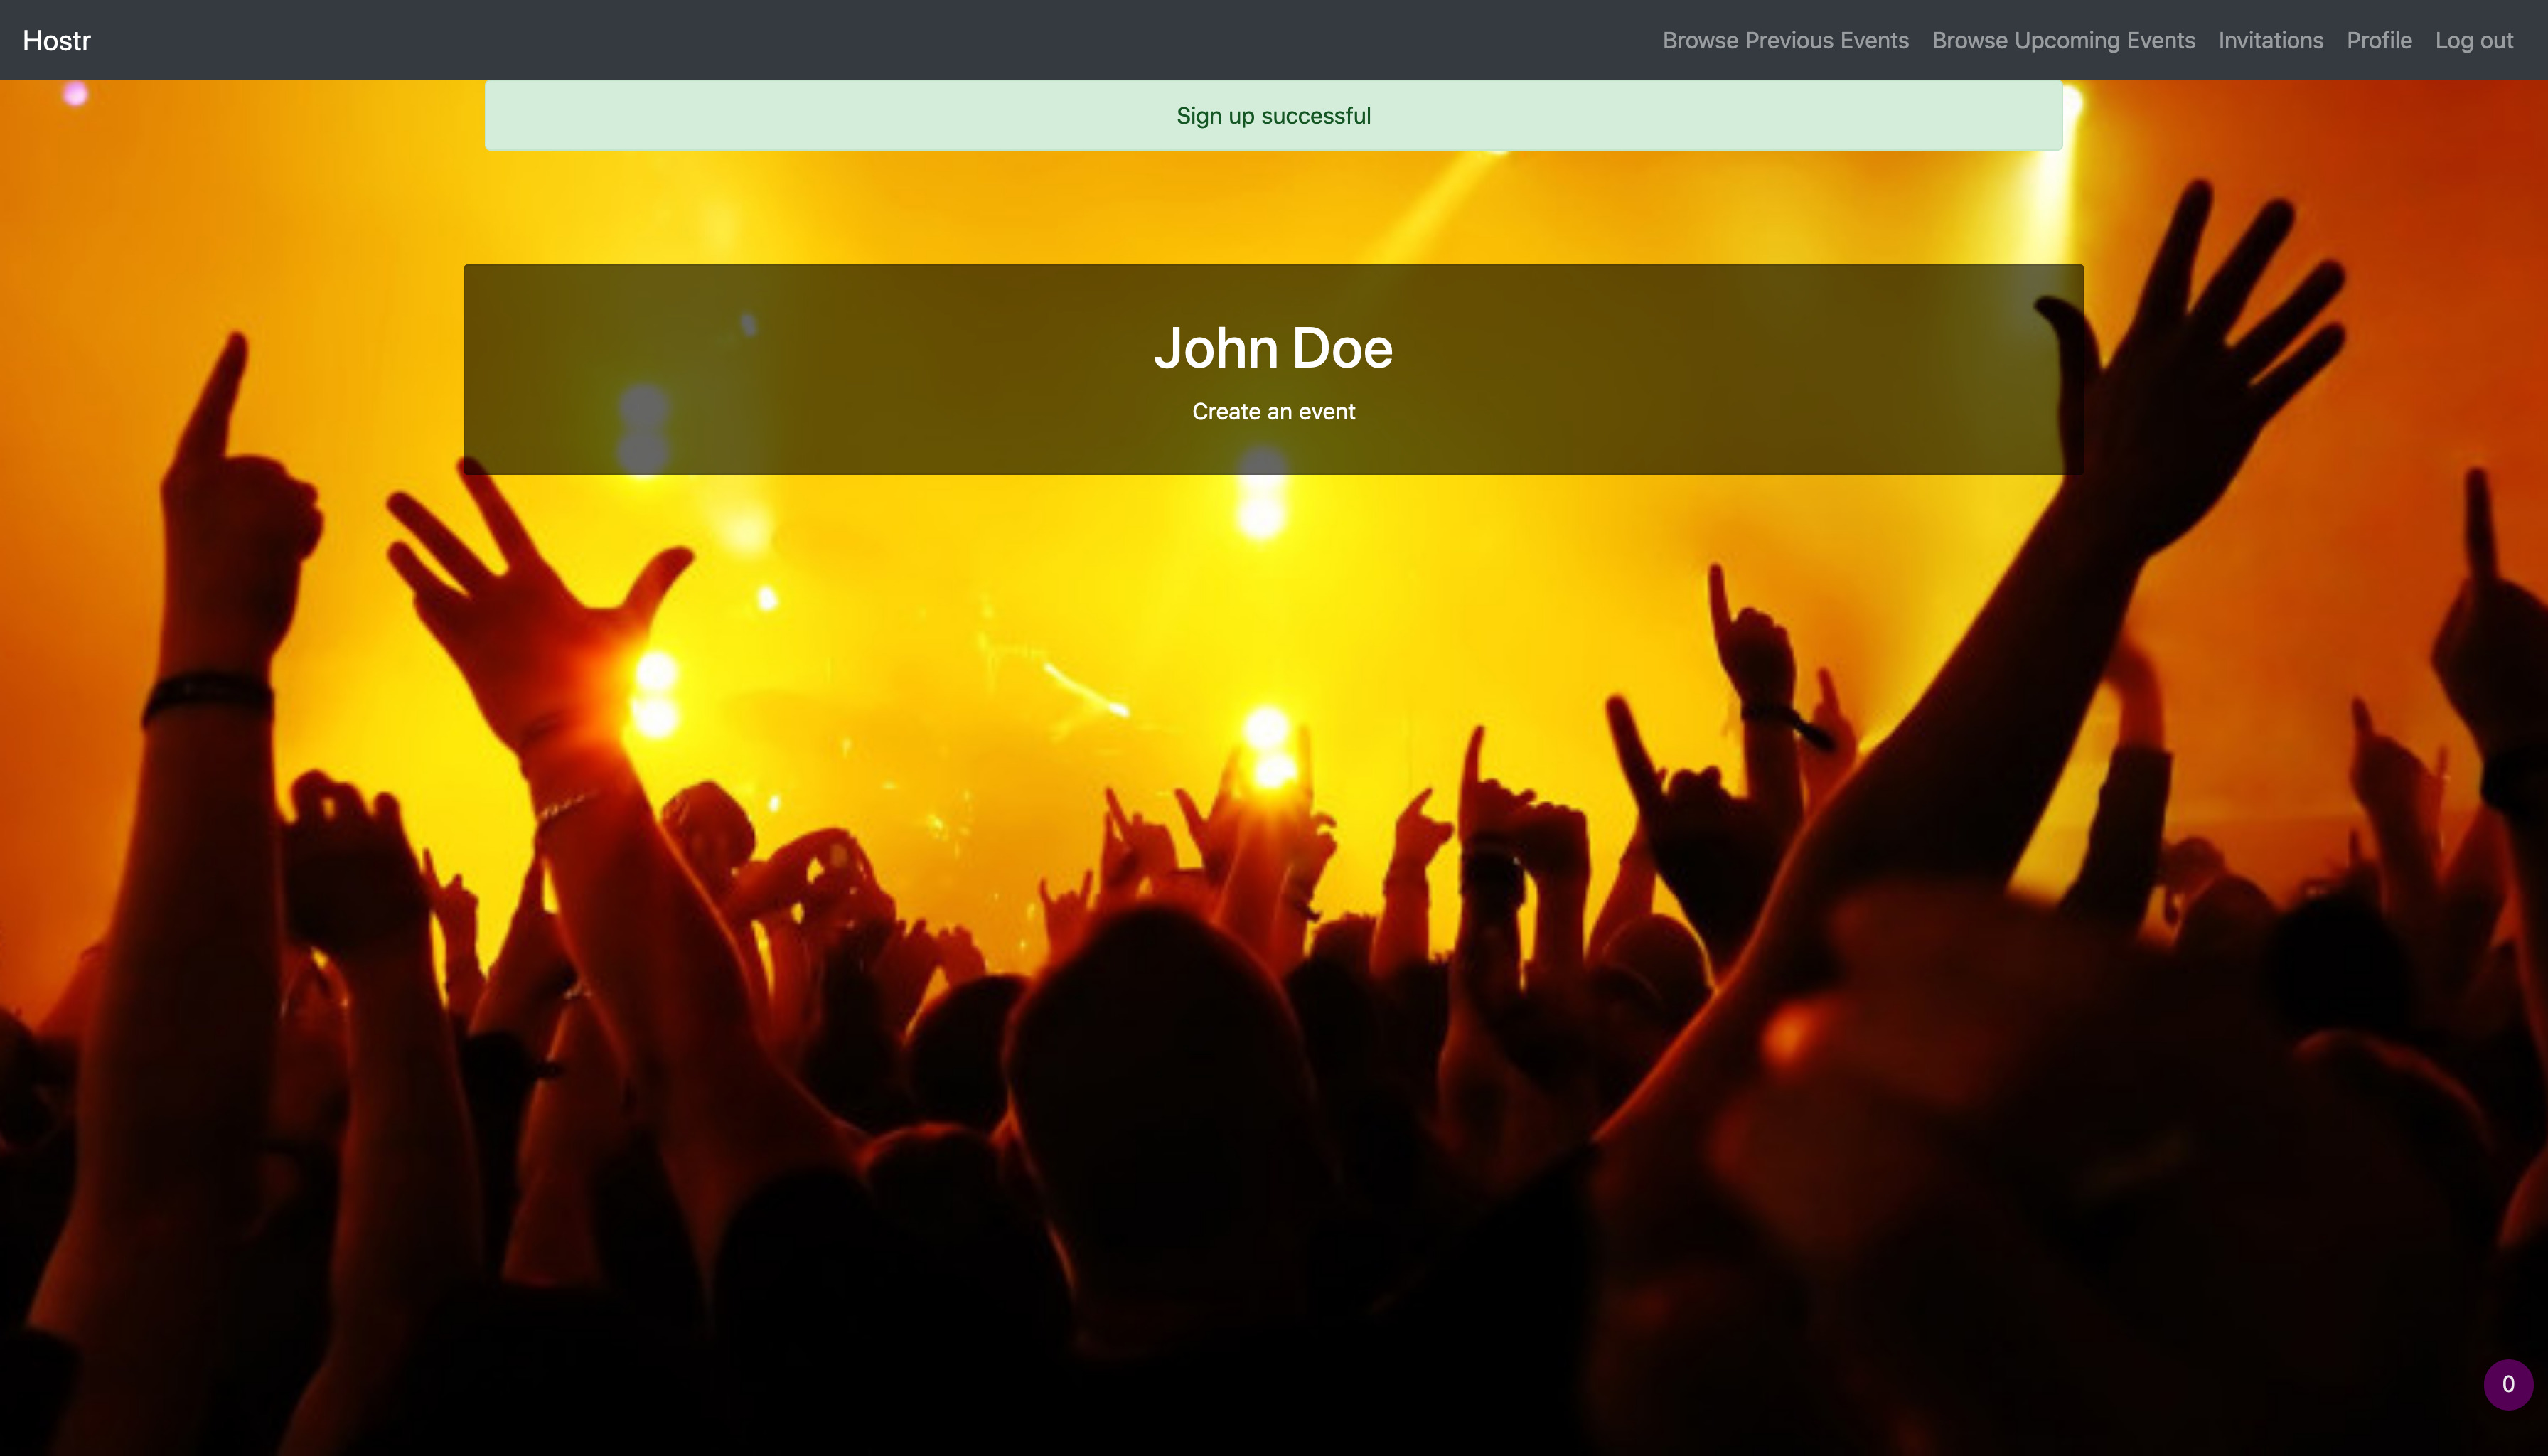 Hostr
Browse Previous Events Browse Upcoming Events Invitations Profile Log out
Sign up successful
John Doe
Create an event
0